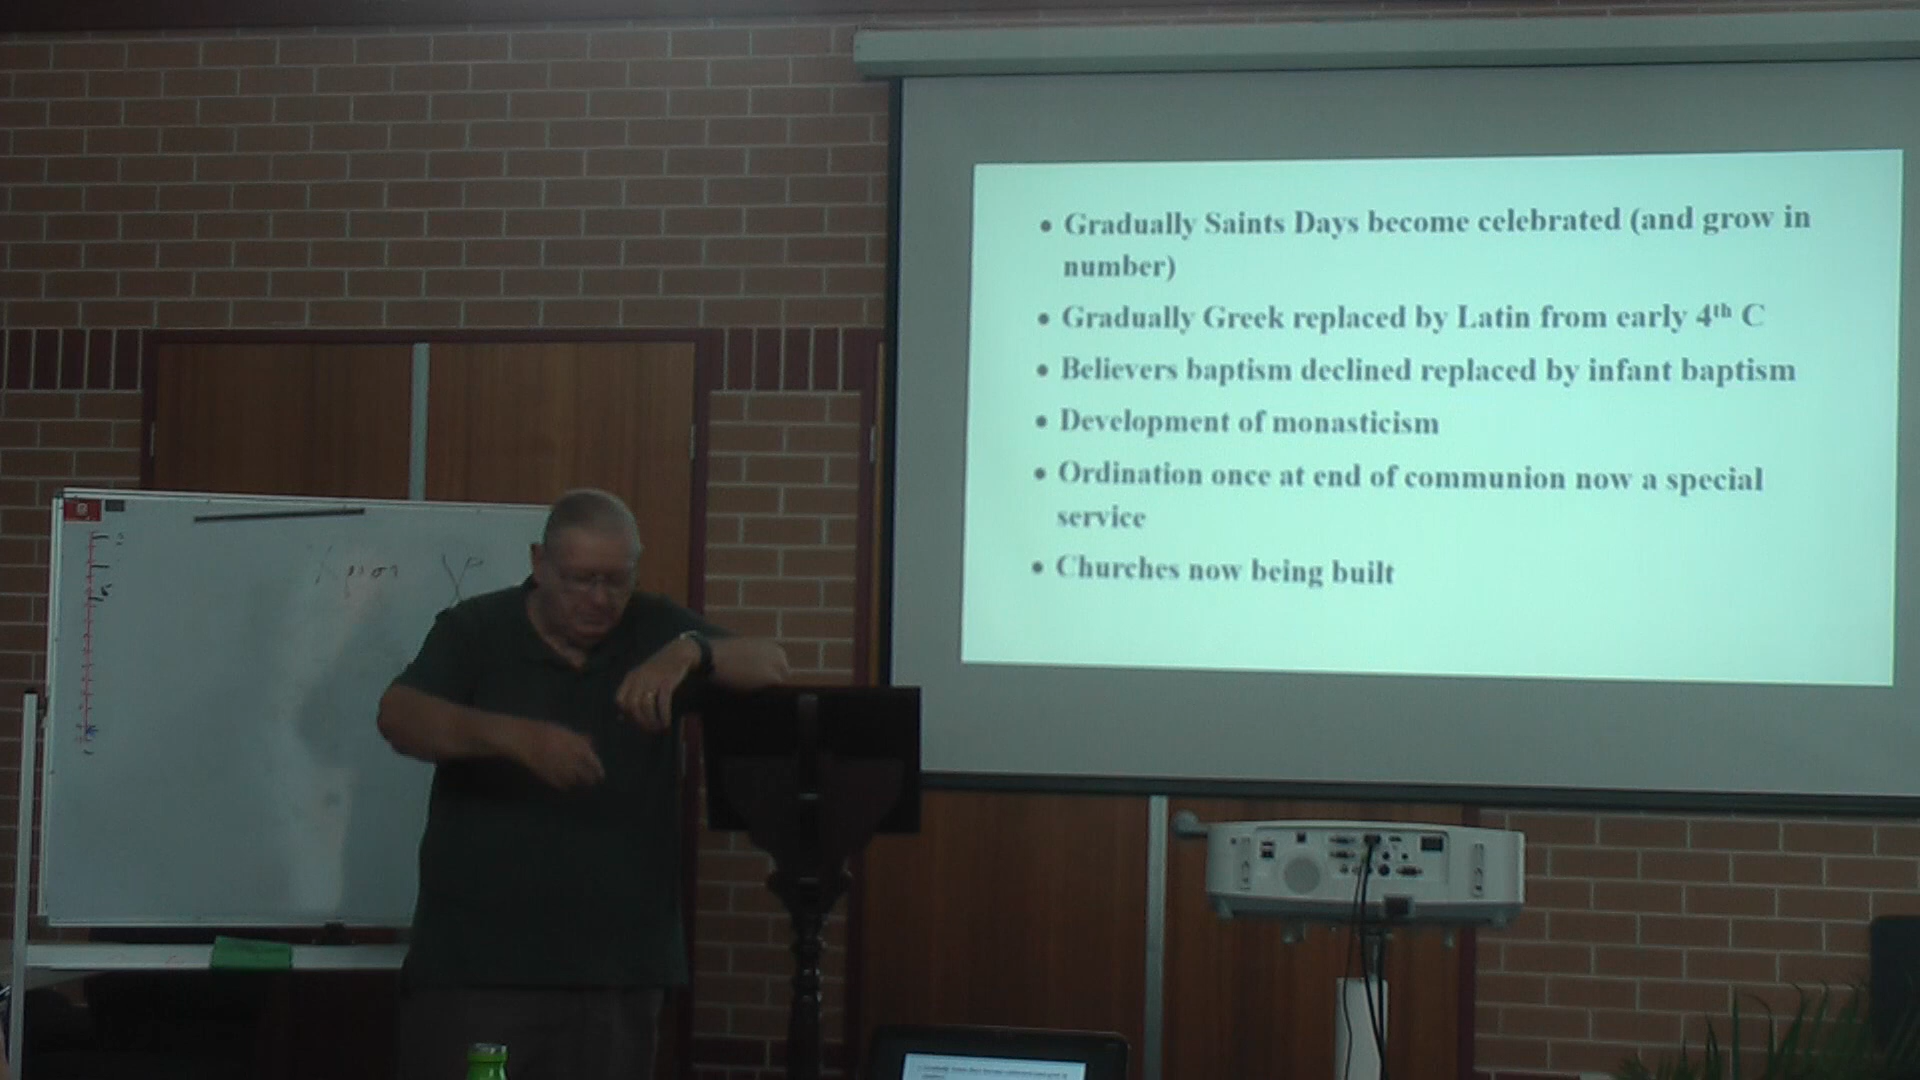 • Gradually Saints Days become celebrated (and grow in
number)
• Gradually Greek replaced by Latin from early 4th C
• Believers baptism declined replaced by infant baptism
• Development of monasticism
• Ordination once at end of communion now a special
service
• Churches now being built